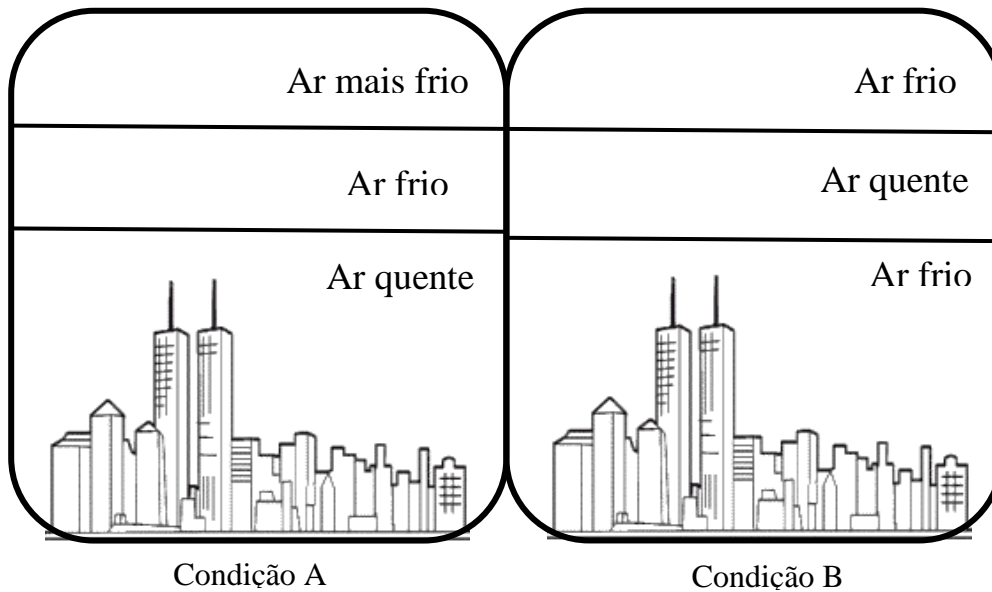 Ar mais frio
Ar frio
Ar quente
Condição A
Ar frio
Ar quente
Ar frio
Condição B